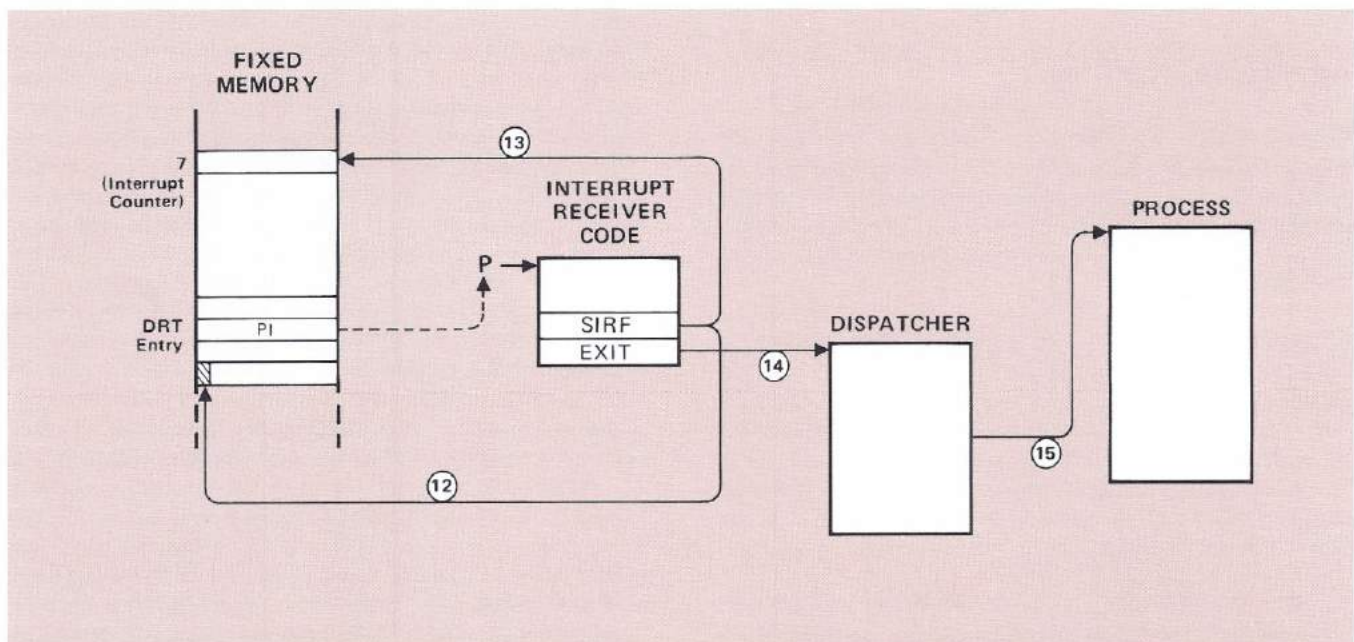 FIXED
MEMORY
7
(Interrupt
Counter)
13
INTERRUPT
RECEIVER
CODE
PROCESS
P
DRT
Entry
PI
SIRF
EXIT
DISPATCHER
14
15
12